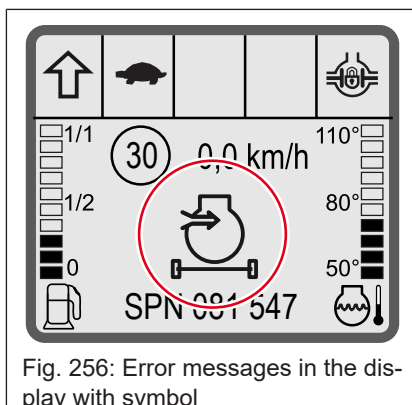 1/1
110°
30
0,0 km/h
1/2
80°
0
50°
SPN 081 547
Fig. 256: Error messages in the dis-
play with symbol